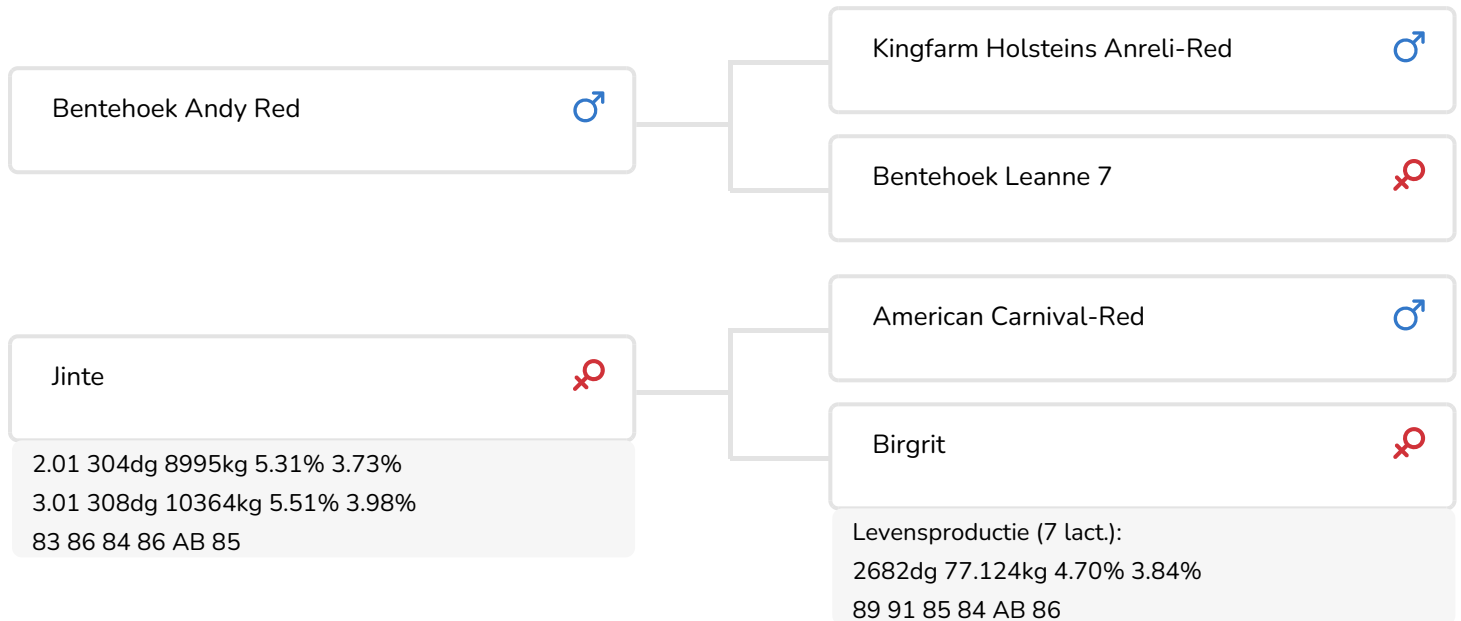 Kingfarm Holsteins Anreli-Red
Bentehoek Andy Red
Bentehoek Leanne 7
American Carnival-Red
Jinte
2.01 304dg 8995kg 5.31% 3.73%
3.01 308dg 10364kg 5.51% 3.98%
83 86 84 86 AB 85
Birgrit
Levensproductie (7 lact.):
2682dg 77.124kg 4.70% 3.84%
89 91 85 84 AB 86